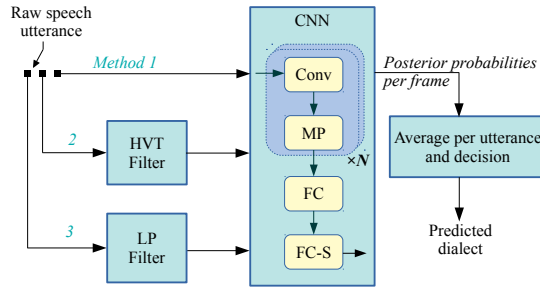 Raw speech
utterance
Method 1
2
3
HVT
Filter
LP
Filter
CNN
Conv
MP
×N
FC
FC-S
Posterior probabilities
per frame
Average per utterance
and decision
Predicted
dialect